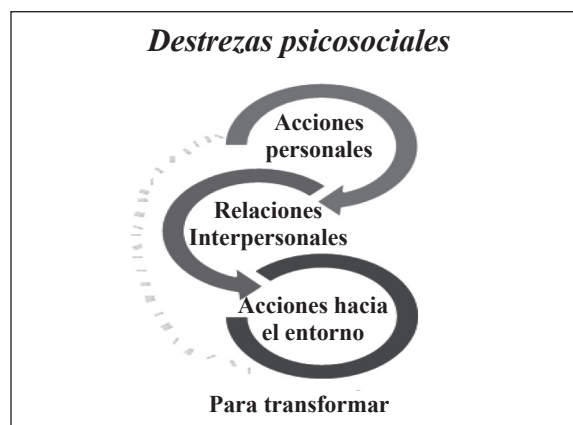 Destrezas psicosociales
Acciones
personales
Relaciones
Interpersonales
Acciones hacia
el entorno
Para transformar